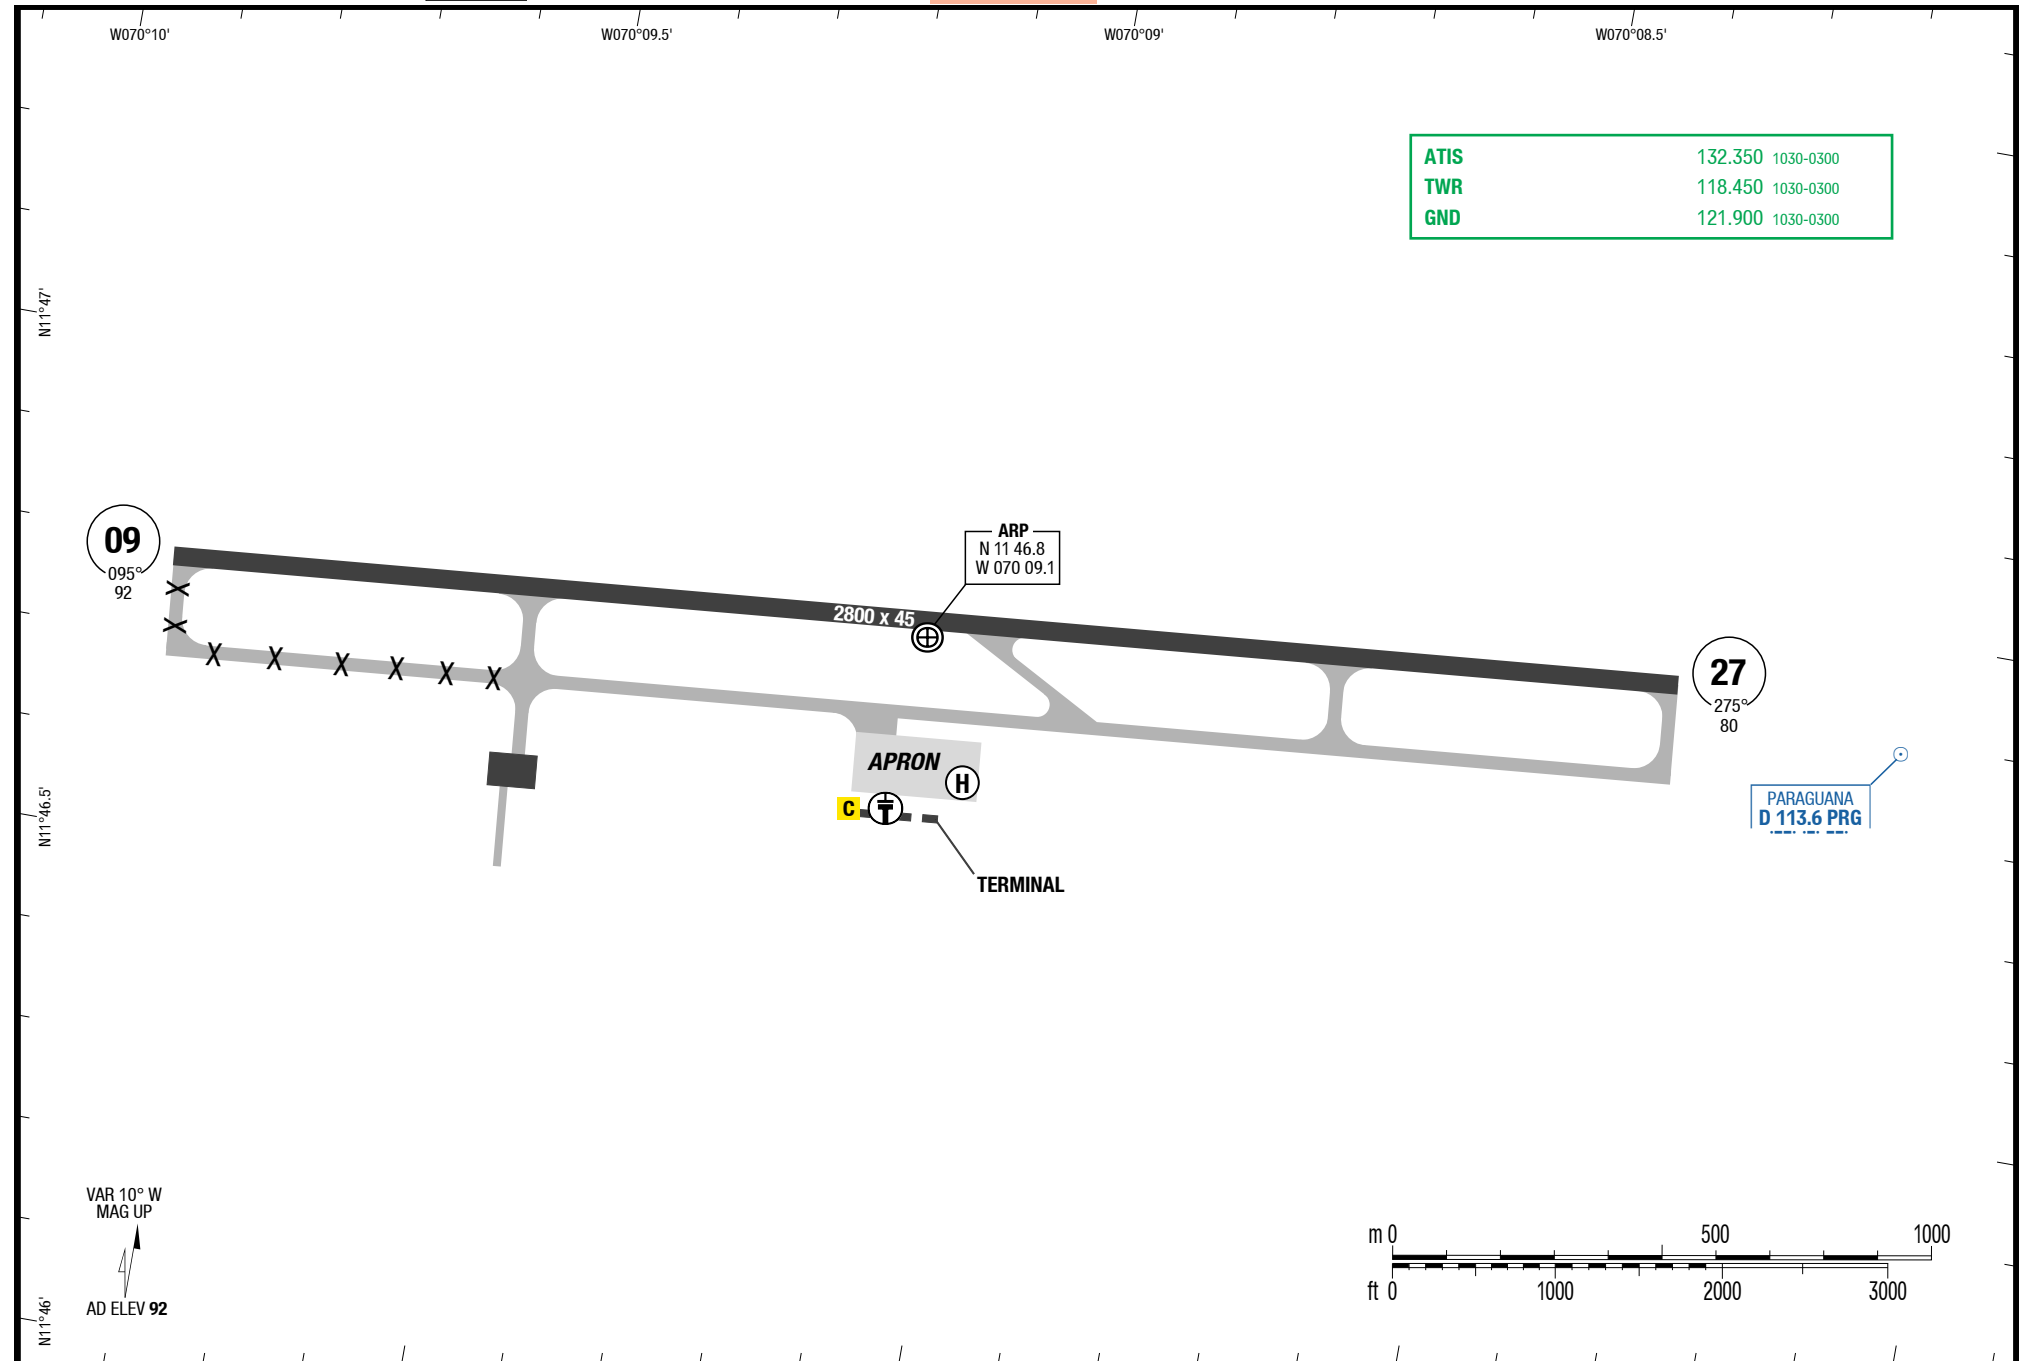 W070°10' W070°09.5' W070°09' W070°08.5'
ATIS 132.350 1030-0300
TWR 118.450 1030-0300
GND 121.900 1030-0300
N11°47'
09
095°
92
ARP
N 11 46.8
W 070 09.1
2800 x 45
27
275°
80
APRON
H
C
TERMINAL
PARAGUANA
D 113.6 PRG
N11°46.5'
VAR 10° W
MAG UP
AD ELEV 92
N11°46'
m 0 500 1000
ft 0 1000 2000 3000